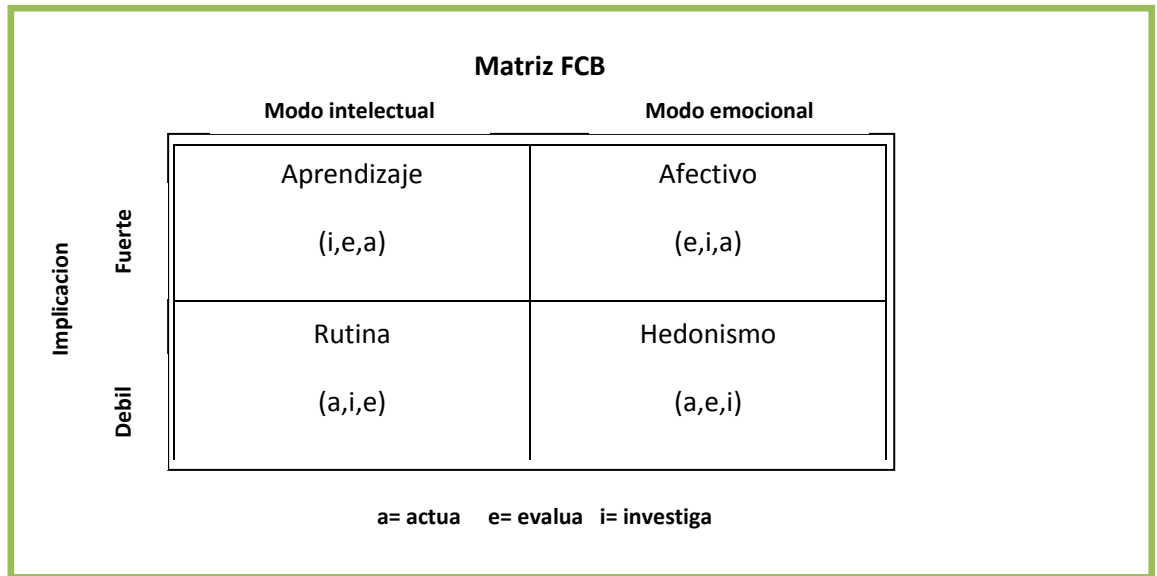 Matriz FCB
Modo intelectual Modo emocional
Implicacion
Fuerte
Aprendizaje Afectivo
(i,e,a) (e,i,a)
Debil
Rutina Hedonismo
(a,i,e) (a,e,i)
a= actua e= evalua i= investiga